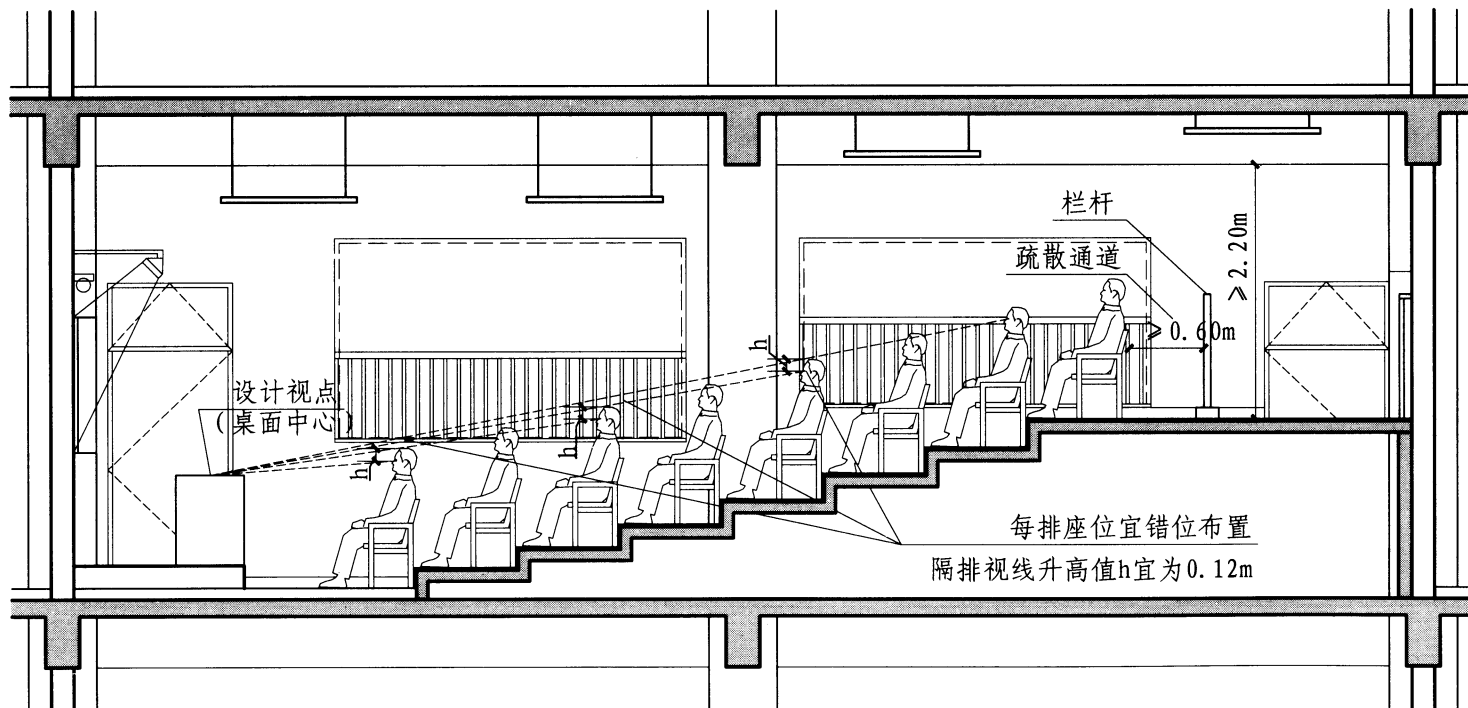 栏杆
疏散通道
≥2.20m
≥0.60m
h
设计视点
(桌面中心)
h
h
每排座位宜错位布置
隔排视线升高值h宜为0.12m